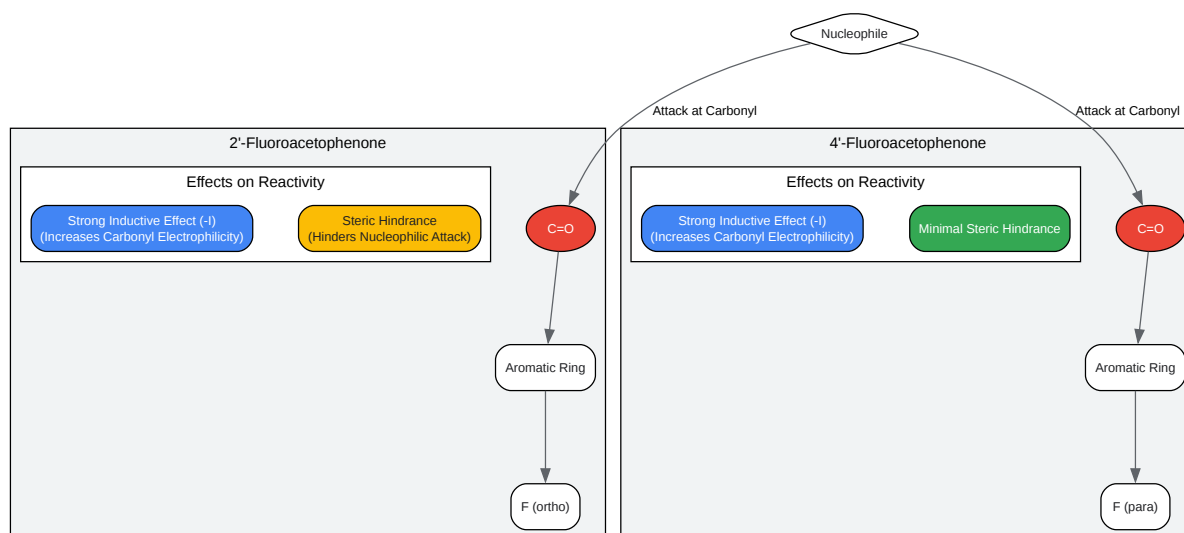 Nucleophile
Attack at Carbonyl
Attack at Carbonyl
2'-Fluoroacetophenone
Effects on Reactivity
Strong Inductive Effect (-I)
(Increases Carbonyl Electrophilicity)
Steric Hindrance
(Hinders Nucleophilic Attack)
C=O
Aromatic Ring
F (ortho)
4'-Fluoroacetophenone
Effects on Reactivity
Strong Inductive Effect (-I)
(Increases Carbonyl Electrophilicity)
Minimal Steric Hindrance
C=O
Aromatic Ring
F (para)